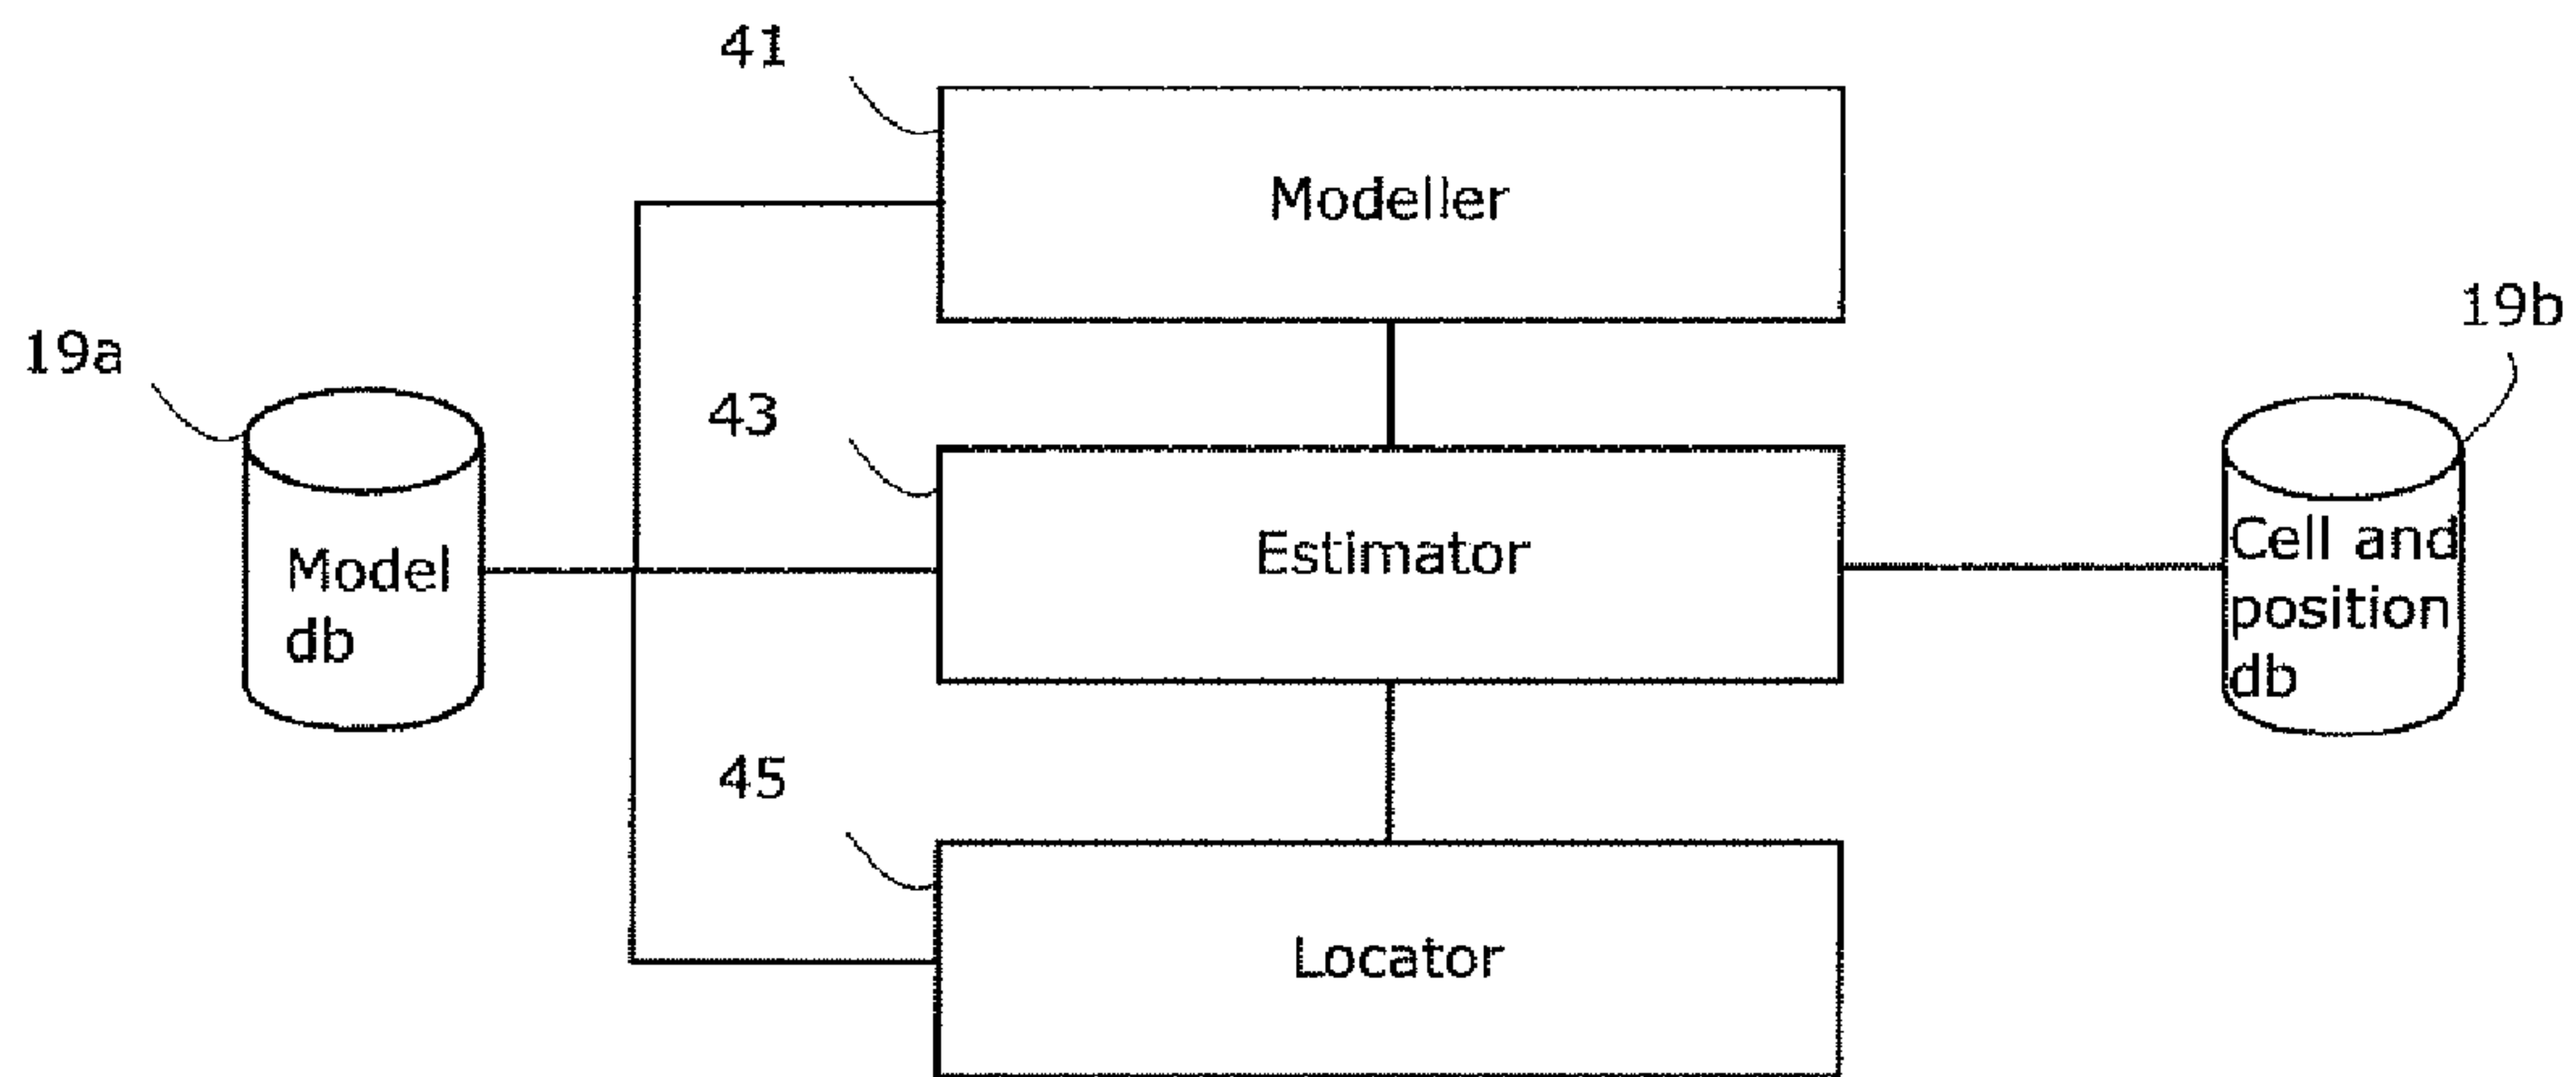 41
Modeller
19b
19a
43
Estimator
Cell and
position
db
Model
db
45
Locator